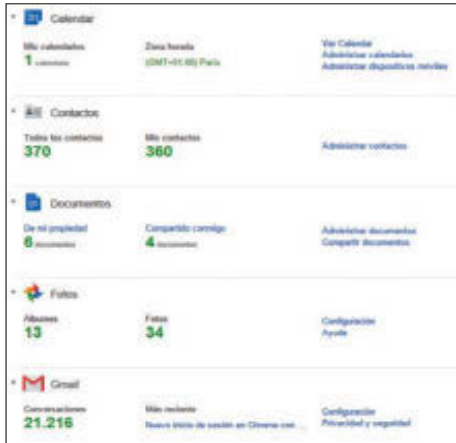 Calendar
Mis calendarios
Zona horaria
Ver Calendar
1 calendario
(GMT+01:00) París
Administrar calendarios
Administrar dispositivos móviles
Contactos
Todos los contactos
Mis contactos
370
360
Administrar contactos
Documentos
De mi propiedad
Compartido conmigo
Administrar documentos
6 documentos
4 documentos
Compartir documentos
Fotos
Álbumes
Fotos
Configuración
13
34
Ayuda
Gmail
Conversaciones
Más reciente
Configuración
21.216
Nuevo inicio de sesión en Chrome con ...
Privacidad y seguridad